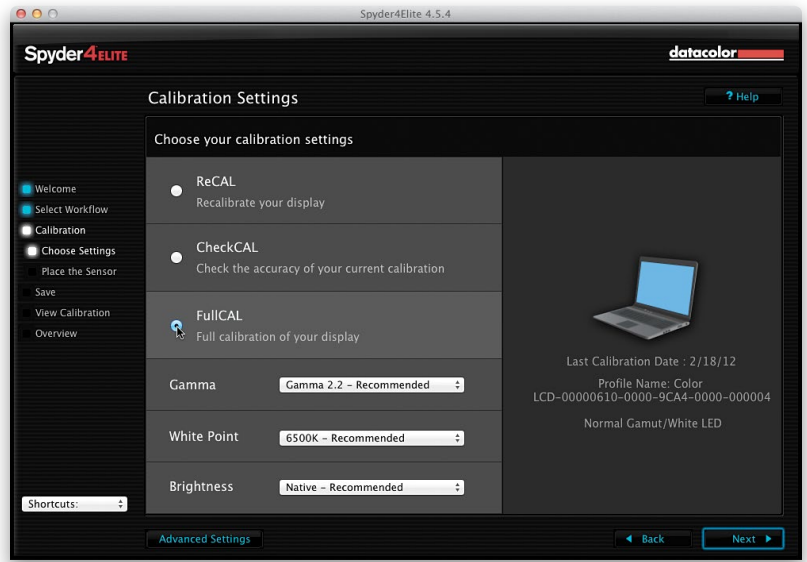 Spyder4Elite 4.5.4
Spyder4ELITE
datacolor
Calibration Settings
? Help
Choose your calibration settings
Welcome
Select Workflow
Calibration
Choose Settings
Place the Sensor
Save
View Calibration
Overview
Shortcuts:
ReCAL
Recalibrate your display
CheckCAL
Check the accuracy of your current calibration
FullCAL
Full calibration of your display
Gamma
Gamma 2.2 – Recommended
White Point
6500K – Recommended
Brightness
Native – Recommended
Last Calibration Date : 2/18/12
Profile Name: Color
LCD-00000610-0000-9CA4-0000-000004
Normal Gamut/White LED
Advanced Settings
Back
Next